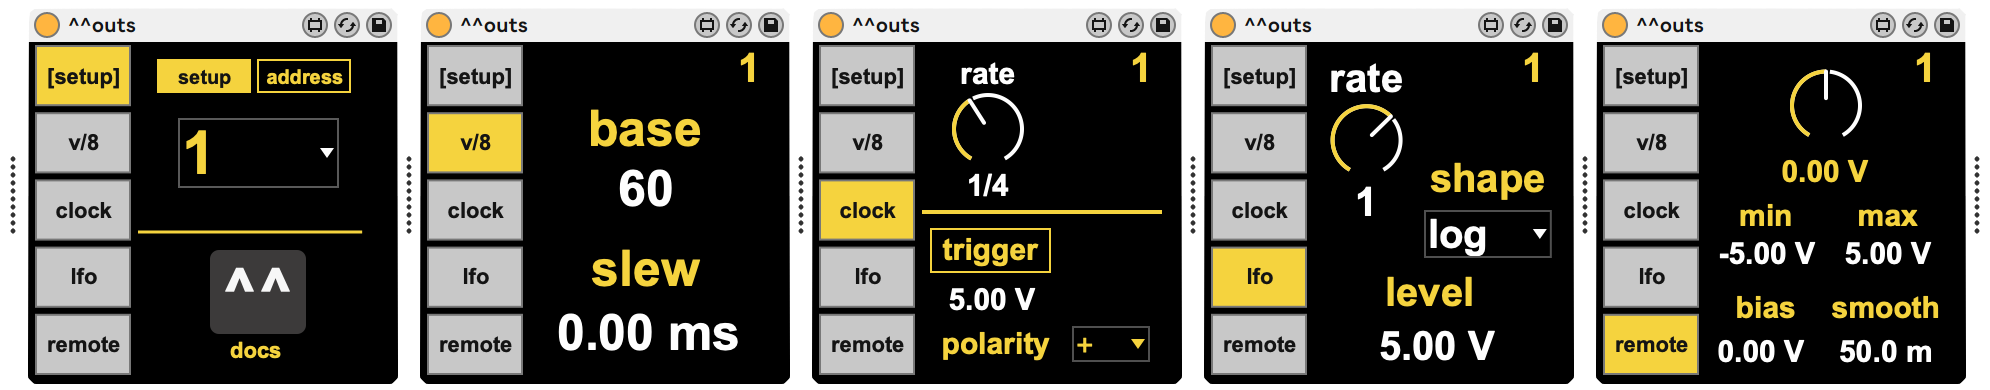 ^^outs
[setup]
v/8
clock
lfo
remote
setup address
1
^^
docs
^^outs
[setup]
v/8
clock
lfo
remote
1
base
60
slew
0.00 ms
^^outs
[setup]
v/8
clock
lfo
remote
1
rate
1/4
trigger
5.00 V
polarity +
^^outs
[setup]
v/8
clock
lfo
remote
1
rate
1
shape
log
level
5.00 V
^^outs
[setup]
v/8
clock
lfo
remote
1
0.00 V
min max
-5.00 V 5.00 V
bias smooth
0.00 V 50.0 m